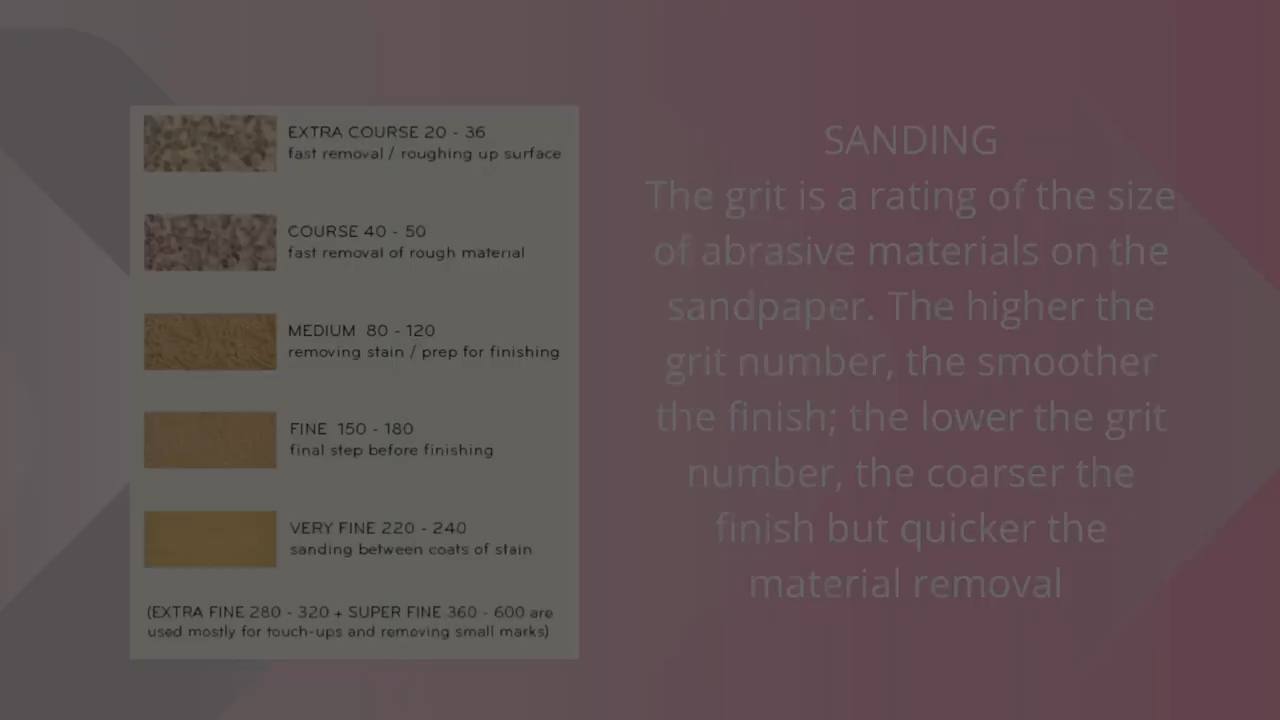 EXTRA COURSE 20 - 36
fast removal / roughing up surface
COURSE 40 - 50
fast removal of rough material
MEDIUM 80 - 120
removing stain / prep for finishing
FINE 150 - 180
final step before finishing
VERY FINE 220 - 240
sanding between coats of stain
(EXTRA FINE 280 - 320 + SUPER FINE 360 - 600 are
used mostly for touch-ups and removing small marks)
SANDING
The grit is a rating of the size
of abrasive materials on the
sandpaper. The higher the
grit number, the smoother
the finish; the lower the grit
number, the coarser the
finish but quicker the
material removal